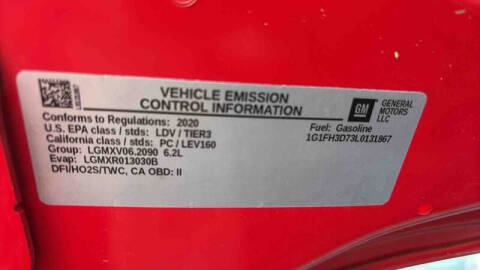 VEHICLE EMISSION
CONTROL INFORMATION
Conforms to Regulations: 2020
U.S. EPA class / stds: LDV / TIER3
California class / stds: PC / LEV160
Group: LGMXV06.2090 6.2L
Evap: LGMXR013030B
DFI/HO2S/TWC, CA OBD: II
GM
GENERAL
MOTORS
LLC
Fuel: Gasoline
1G1FH3D73L0131867